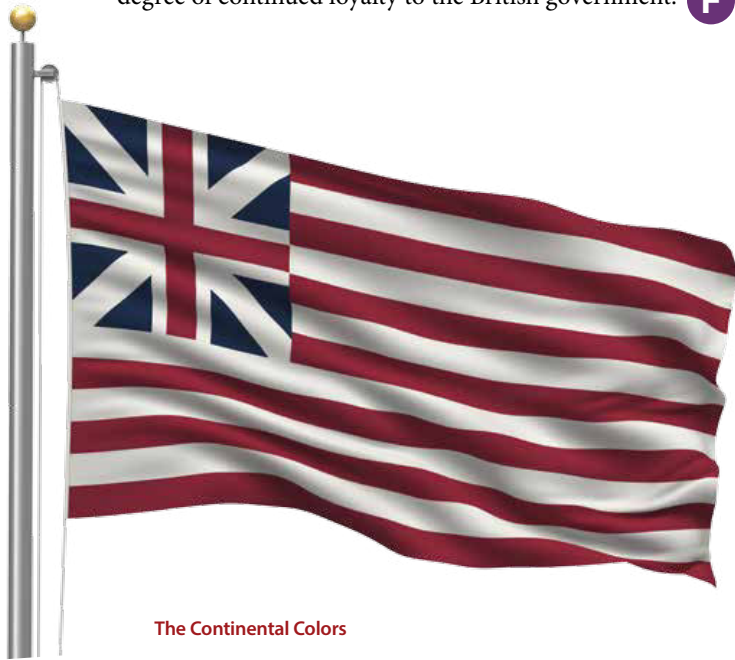 degree of continued loyalty to the British government.
F
The Continental Colors